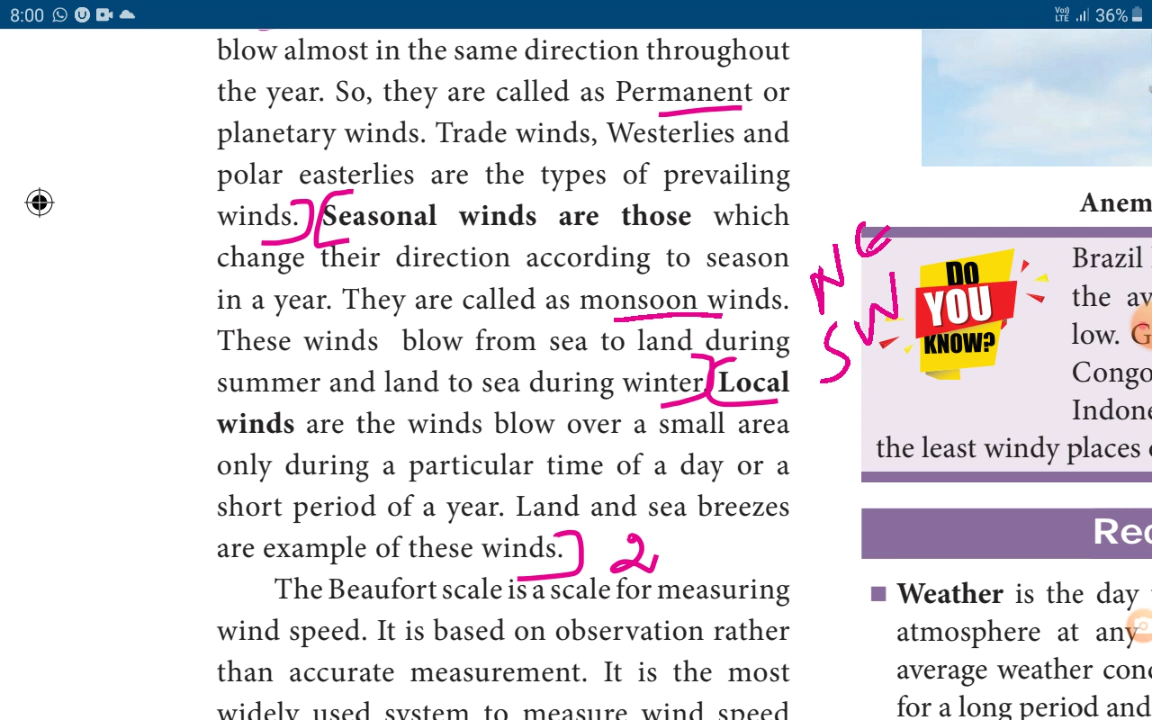 8:00
Vo)) LTE 36%
blow almost in the same direction throughout
the year. So, they are called as Permanent or
planetary winds. Trade winds, Westerlies and
polar easterlies are the types of prevailing
winds. Seasonal winds are those which
change their direction according to season
in a year. They are called as monsoon winds.
These winds blow from sea to land during
summer and land to sea during winter. Local
winds are the winds blow over a small area
only during a particular time of a day or a
short period of a year. Land and sea breezes
are example of these winds. 2
The Beaufort scale is a scale for measuring
wind speed. It is based on observation rather
than accurate measurement. It is the most
widely used system to measure wind speed
NE
SW
Anem
DO
YOU
KNOW?
Brazil
the av
low. G
Congo
Indone
the least windy places
Rec
Weather is the day
atmosphere at any
average weather con
for a long period and